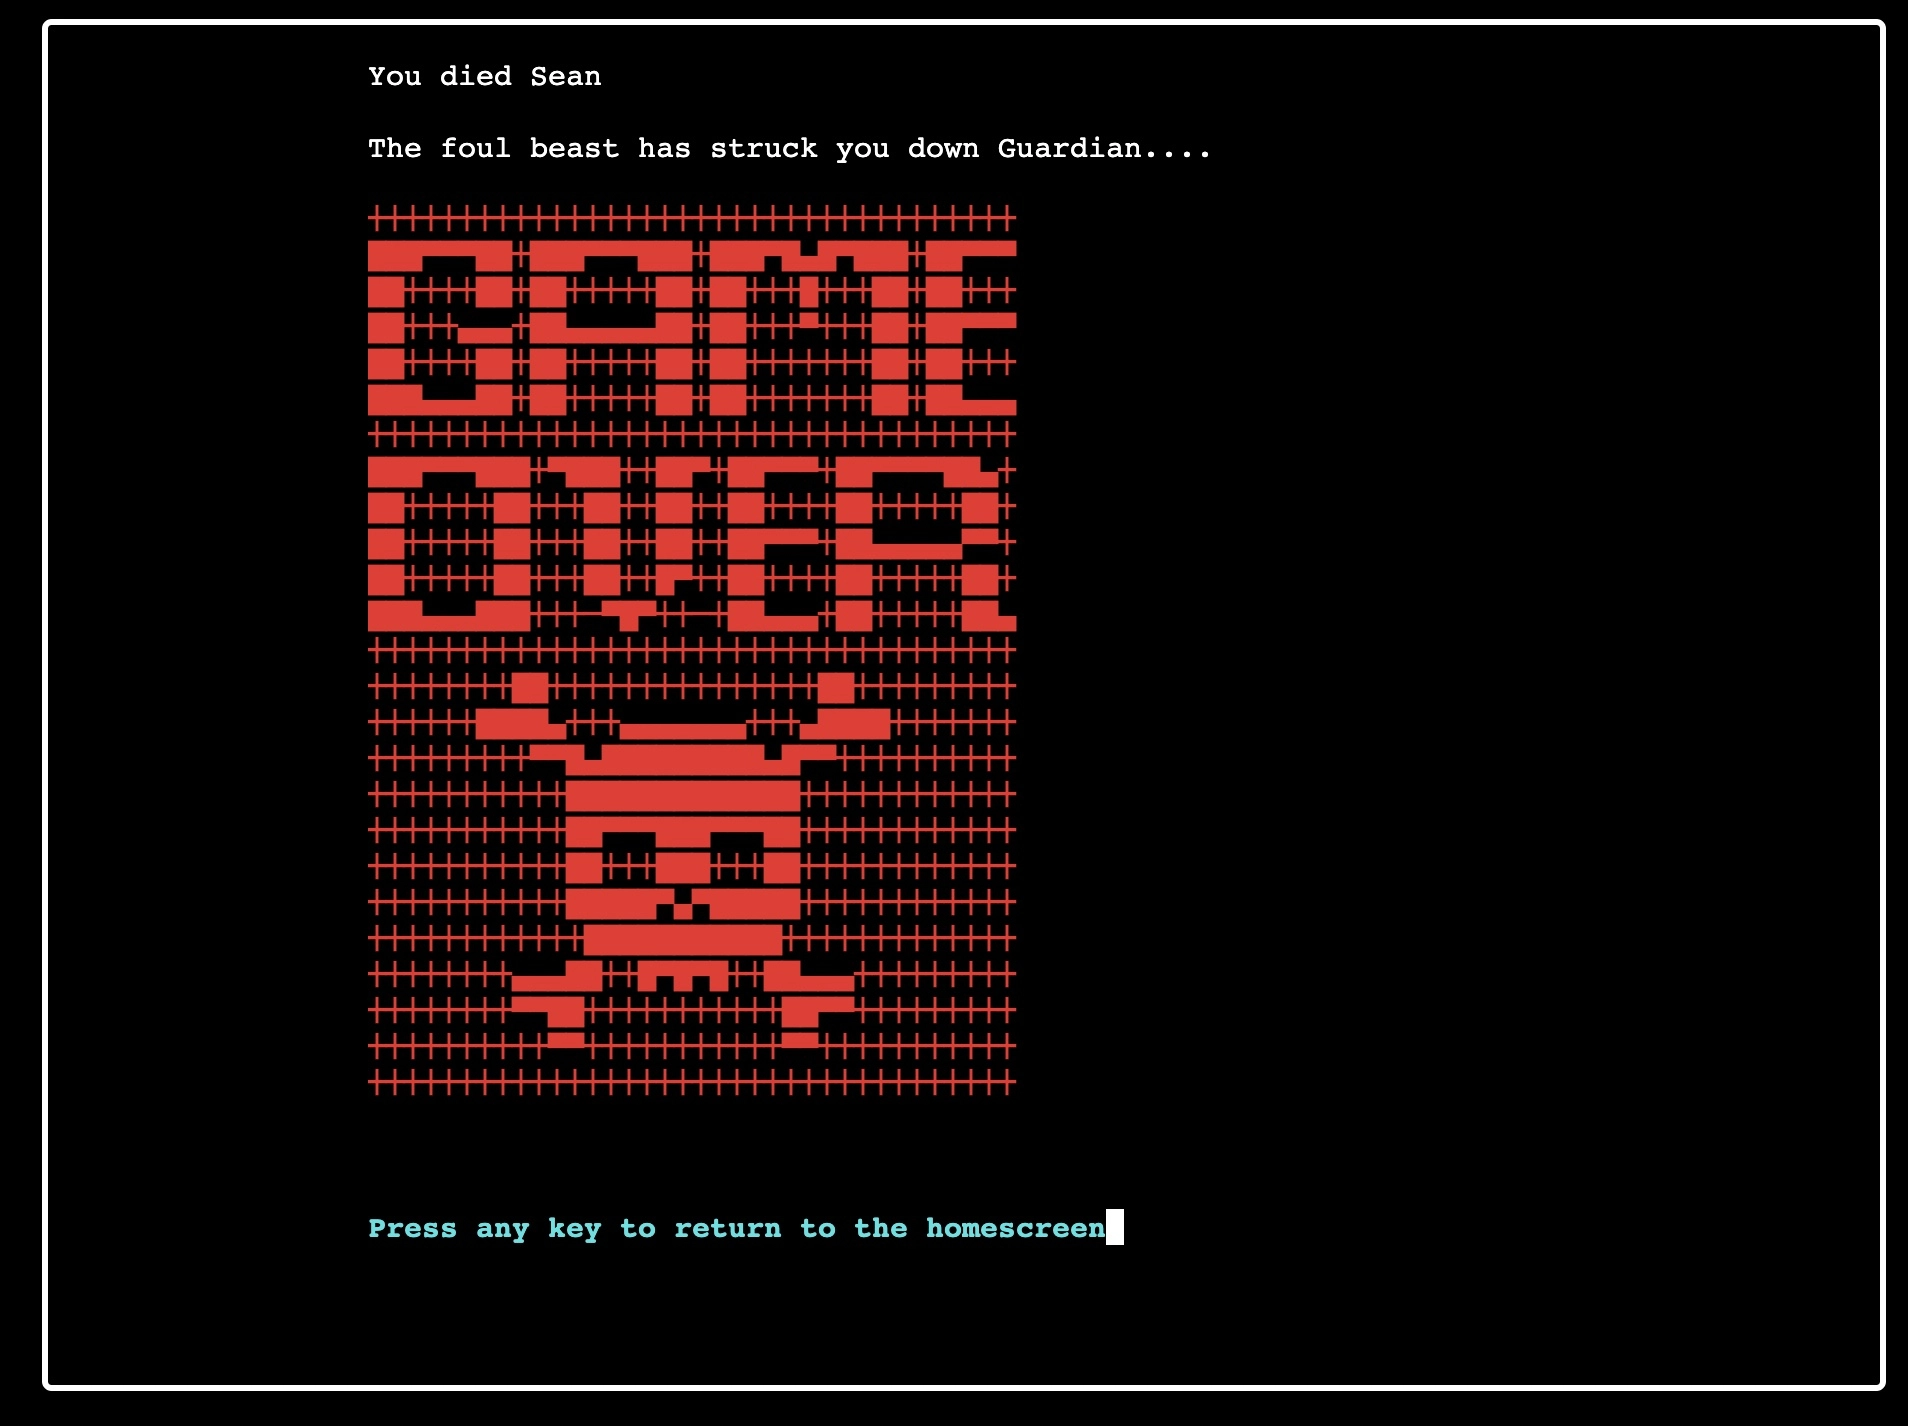 You died Sean
The foul beast has struck you down Guardian....
GAME
OVER
Press any key to return to the homescreen